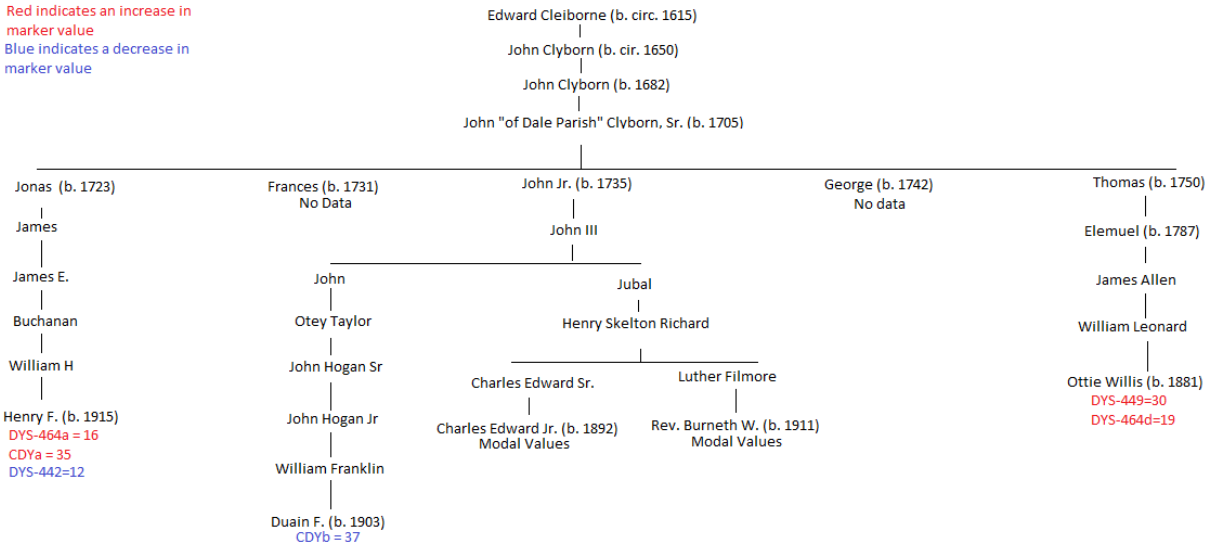 Red indicates an increase in
marker value
Blue indicates a decrease in
marker value
Edward Cleiborne (b. circ. 1615)
John Clyborn (b. cir. 1650)
John Clyborn (b. 1682)
John "of Dale Parish" Clyborn, Sr. (b. 1705)
Jonas (b. 1723)
Frances (b. 1731)
No Data
John Jr. (b. 1735)
George (b. 1742)
No data
Thomas (b. 1750)
James
John III
Elemuel (b. 1787)
James E.
John
Jubal
James Allen
Buchanan
Otey Taylor
Henry Skelton Richard
William Leonard
William H
John Hogan Sr
Charles Edward Sr.
Luther Filmore
Ottie Willis (b. 1881)
DYS-449=30
DYS-464d=19
Henry F. (b. 1915)
DYS-464a = 16
CDYa = 35
DYS-442=12
John Hogan Jr
Charles Edward Jr. (b. 1892)
Modal Values
Rev. Burneth W. (b. 1911)
Modal Values
William Franklin
Duain F. (b. 1903)
CDYb = 37